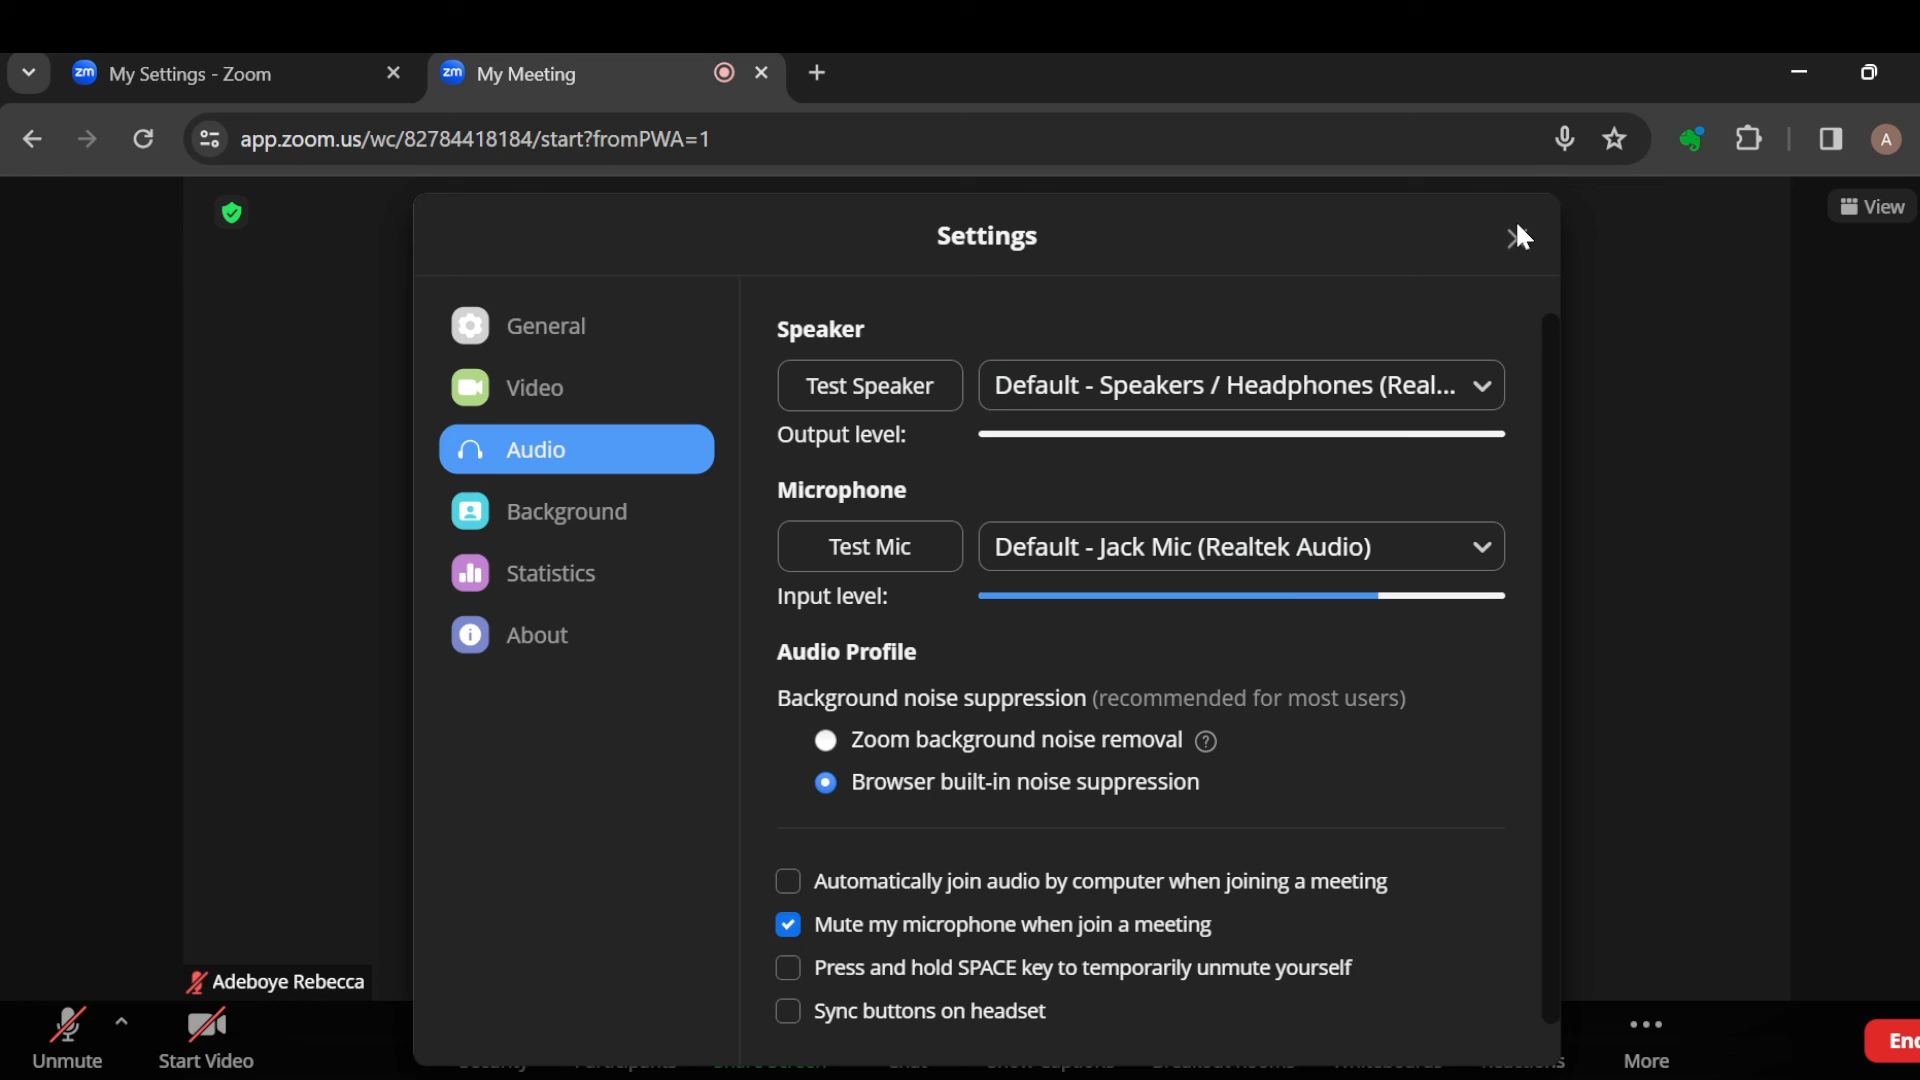 zm My Settings - Zoom
zm My Meeting
app.zoom.us/wc/82784418184/start?fromPWA=1
A
View
Settings
General
Video
Audio
Background
Statistics
About
Speaker
Test Speaker
Default - Speakers / Headphones (Real...
Output level:
Microphone
Test Mic
Default - Jack Mic (Realtek Audio)
Input level:
Audio Profile
Background noise suppression (recommended for most users)
Zoom background noise removal ?
Browser built-in noise suppression
Automatically join audio by computer when joining a meeting
Mute my microphone when join a meeting
Press and hold SPACE key to temporarily unmute yourself
Sync buttons on headset
Adeboye Rebecca
Unmute
Start Video
More